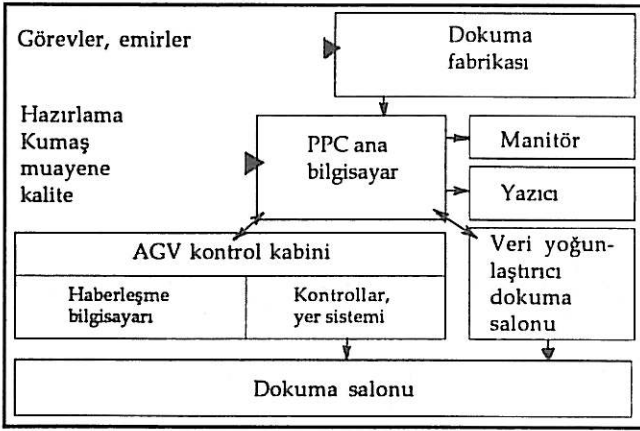 Görevler, emirler
Dokuma
fabrikası
Hazırlama
Kumaş
muayene
kalite
PPC ana
bilgisayar
Manitör
Yazıcı
AGV kontrol kabini
Haberleşme
bilgisayarı
Kontrollar,
yer sistemi
Veri yoğun-
laştırıcı
dokuma
salonu
Dokuma salonu